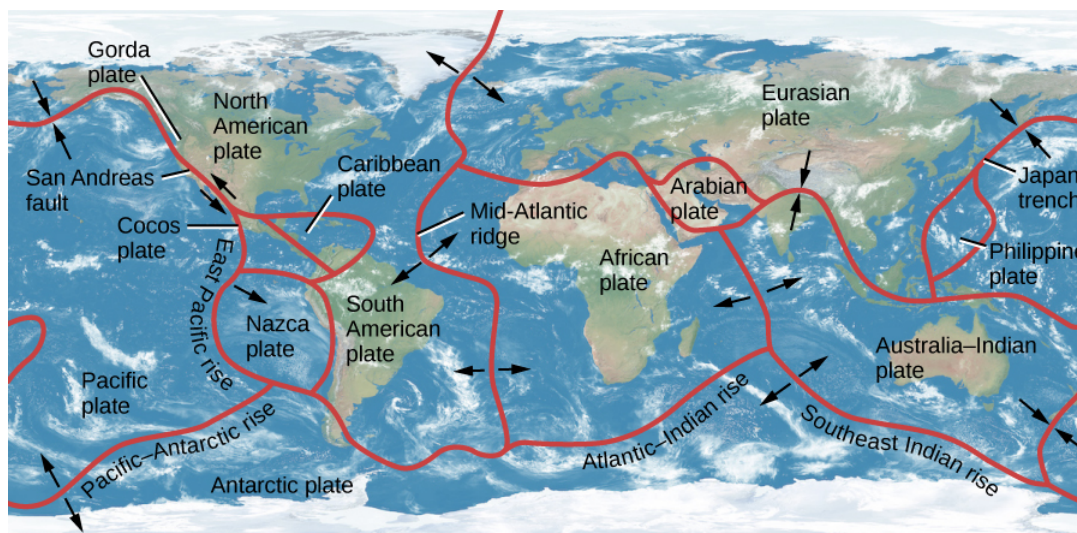 Gorda
plate
North
American
plate
San Andreas
fault
Cocos
plate
Caribbean
plate
Mid-Atlantic
ridge
Eurasian
plate
Arabian
plate
Japan
trench
Philippine
plate
African
plate
East Pacific rise
Nazca
plate
South
American
plate
Australia–Indian
plate
Pacific
plate
Pacific–Antarctic rise
Atlantic–Indian rise
Southeast Indian rise
Antarctic plate